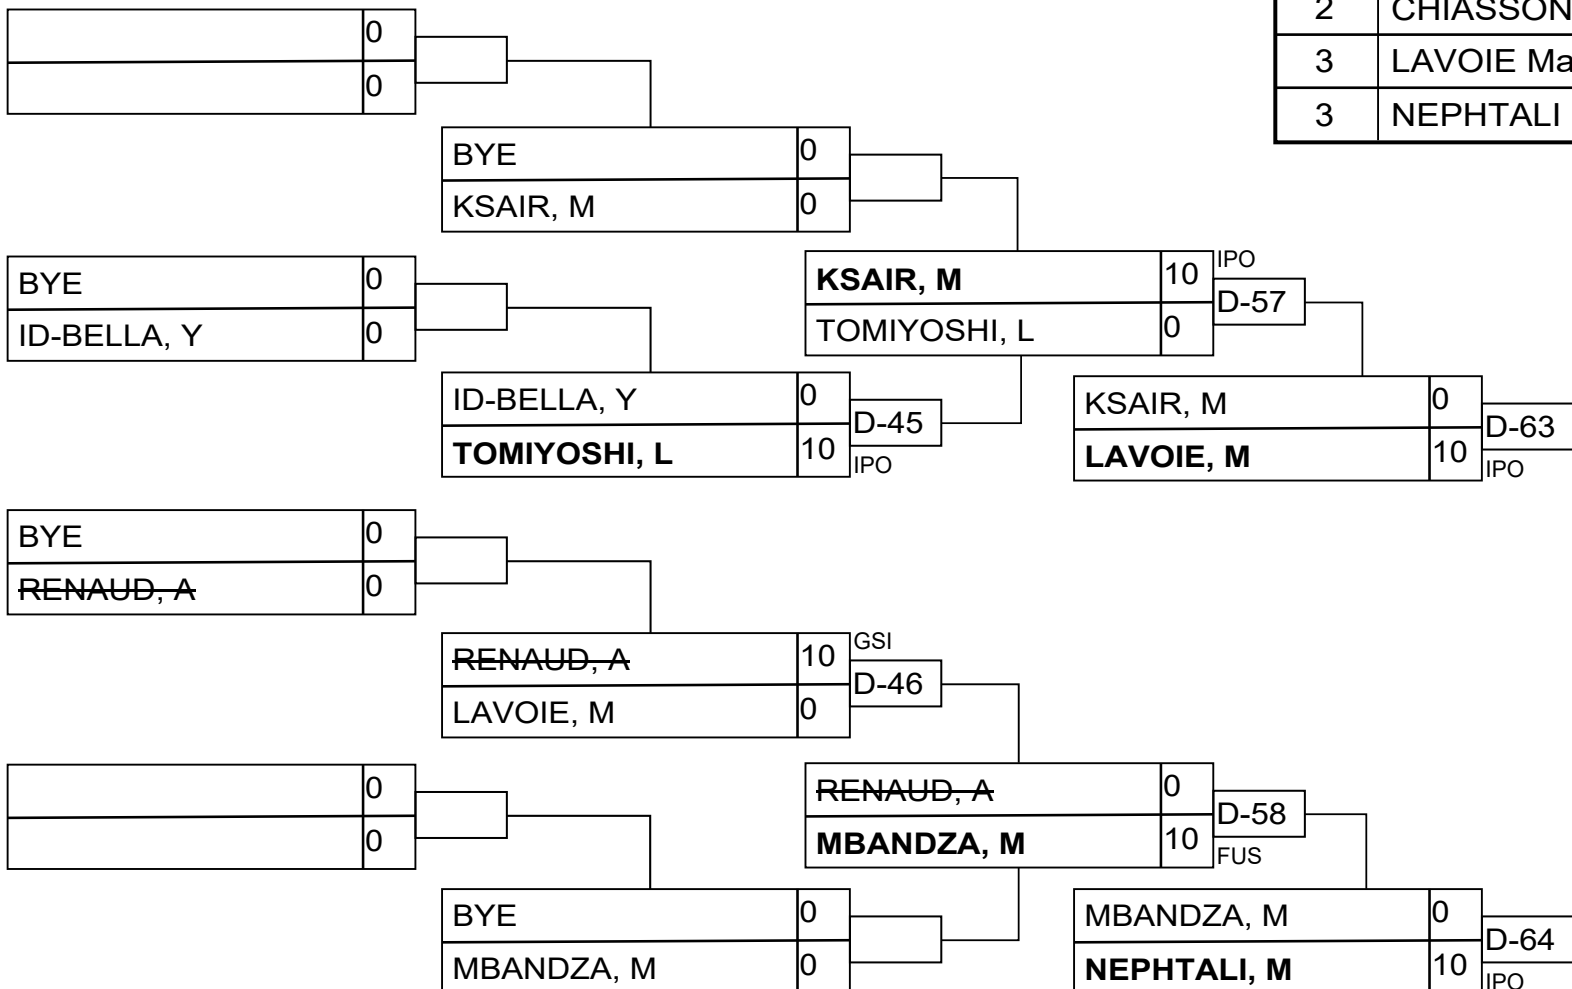 0
0
2 CHIASSON
3 LAVOIE Ma
3 NEPHTALI
BYE 0
KSAIR, M 0
BYE 0
ID-BELLA, Y 0
KSAIR, M 10 IPO
D-57
TOMIYOSHI, L 0
ID-BELLA, Y 0
D-45
TOMIYOSHI, L 10 IPO
KSAIR, M 0
D-63
LAVOIE, M 10 IPO
BYE 0
RENAUD, A 0
RENAUD, A 10 GSI
D-46
LAVOIE, M 0
0
0
RENAUD, A 0
D-58
MBANDZA, M 10 FUS
BYE 0
MBANDZA, M 0
MBANDZA, M 0
D-64
NEPHTALI, M 10 IPO